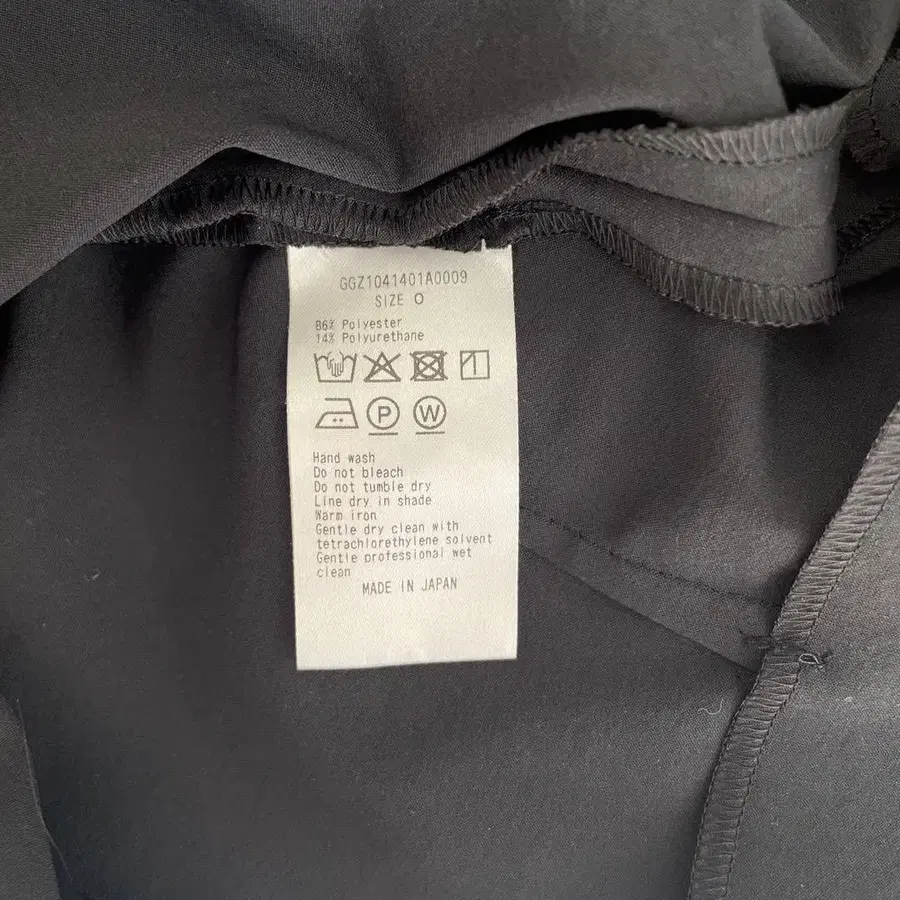 GGZ1041401A0009
SIZE O
86% Polyester
14% Polyurethane
P W
Hand wash
Do not bleach
Do not tumble dry
Line dry in shade
Warm iron
Gentle dry clean with
tetrachlorethylene solvent
Gentle professional wet
clean
MADE IN JAPAN